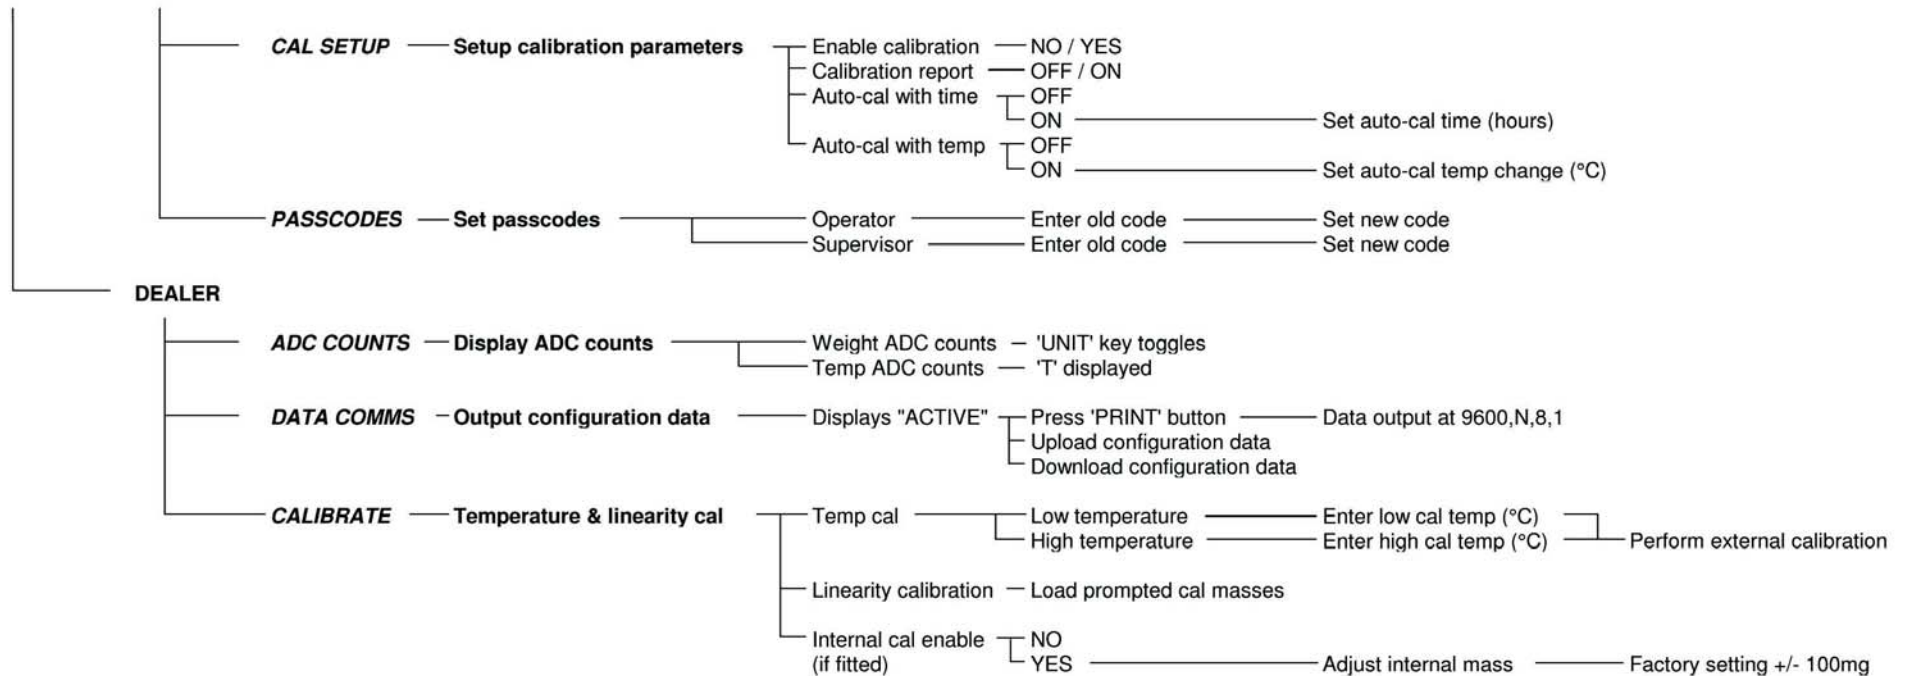 CAL SETUP Setup calibration parameters Enable calibration NO / YES
Calibration report OFF / ON
Auto-cal with time OFF
ON Set auto-cal time (hours)
Auto-cal with temp OFF
ON Set auto-cal temp change (°C)
PASSCODES Set passcodes Operator Enter old code Set new code
Supervisor Enter old code Set new code
DEALER
ADC COUNTS Display ADC counts Weight ADC counts 'UNIT' key toggles
Temp ADC counts 'T' displayed
DATA COMMS Output configuration data Displays "ACTIVE" Press 'PRINT' button Data output at 9600,N,8,1
Upload configuration data
Download configuration data
CALIBRATE Temperature & linearity cal Temp cal Low temperature Enter low cal temp (°C)
High temperature Enter high cal temp (°C) Perform external calibration
Linearity calibration Load prompted cal masses
Internal cal enable NO
(if fitted) YES Adjust internal mass Factory setting +/- 100mg